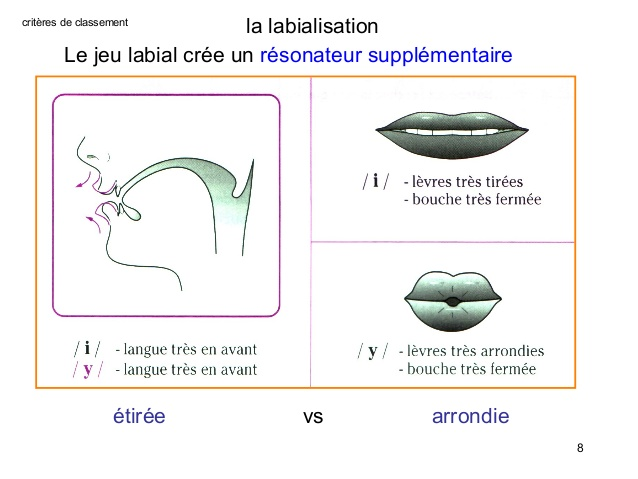 critères de classement
la labialisation
Le jeu labial crée un résonateur supplémentaire
/ i / - lèvres très tirées
- bouche très fermée
/ i / - langue très en avant
/ y / - langue très en avant
/ y / - lèvres très arrondies
- bouche très fermée
étirée vs arrondie
8